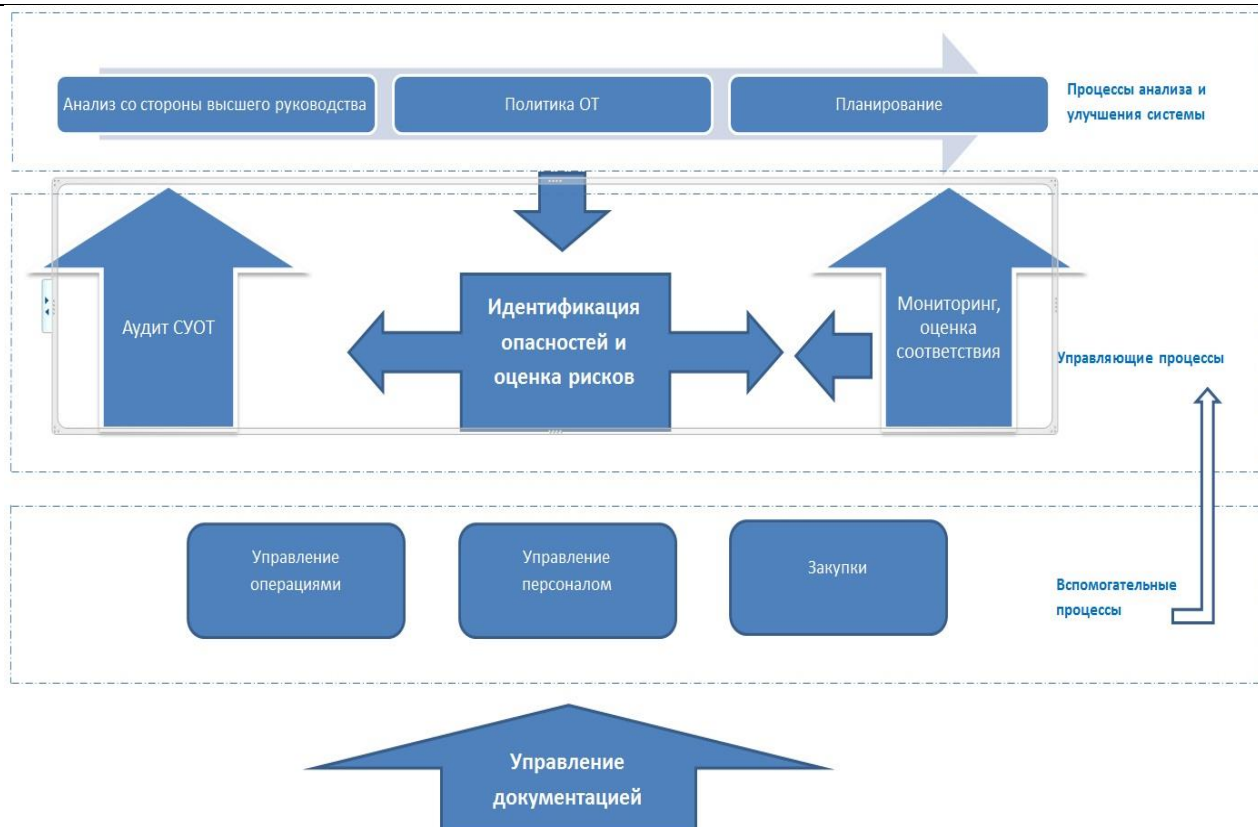 Анализ со стороны высшего руководства
Политика ОТ
Планирование
Процессы анализа и
улучшения системы
Аудит СУОТ
Идентификация
опасностей и
оценка рисков
Мониторинг,
оценка
соответствия
Управляющие процессы
Управление
операциями
Управление
персоналом
Закупки
Вспомогательные
процессы
Управление
документацией